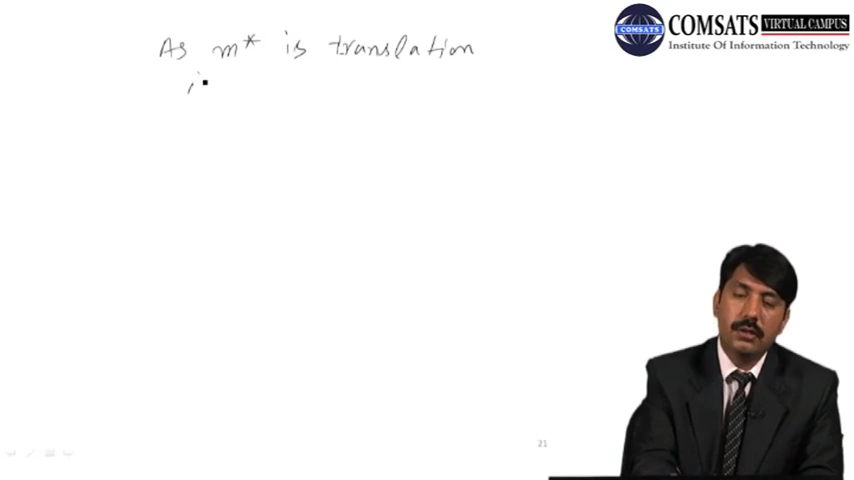 As m* is translation
i
COMSATS VIRTUAL CAMPUS
Institute Of Information Technology
COMSATS
21